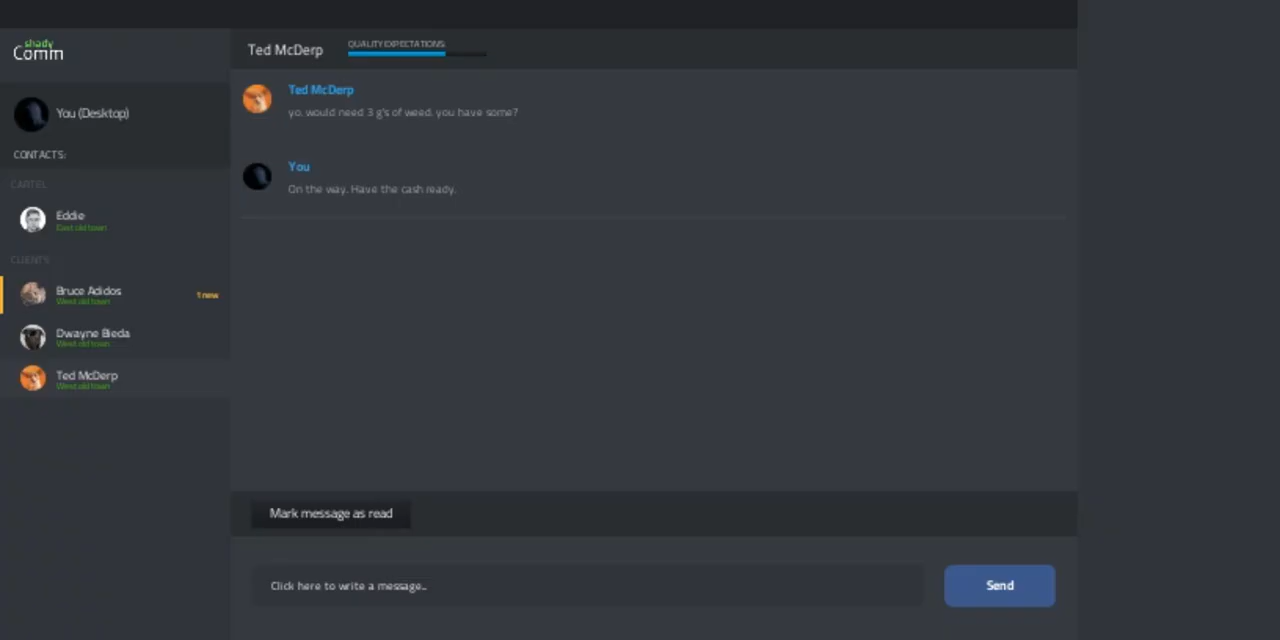 shady
Comm
You (Desktop)
CONTACTS:
CARTEL
Eddie
East old town
CLIENTS
Bruce Adidos
West old town
1 new
Dwayne Bieda
West old town
Ted McDerp
West old town
Ted McDerp
QUALITY EXPECTATIONS:
Ted McDerp
yo. would need 3 g's of weed. you have some?
You
On the way. Have the cash ready.
Mark message as read
Click here to write a message...
Send